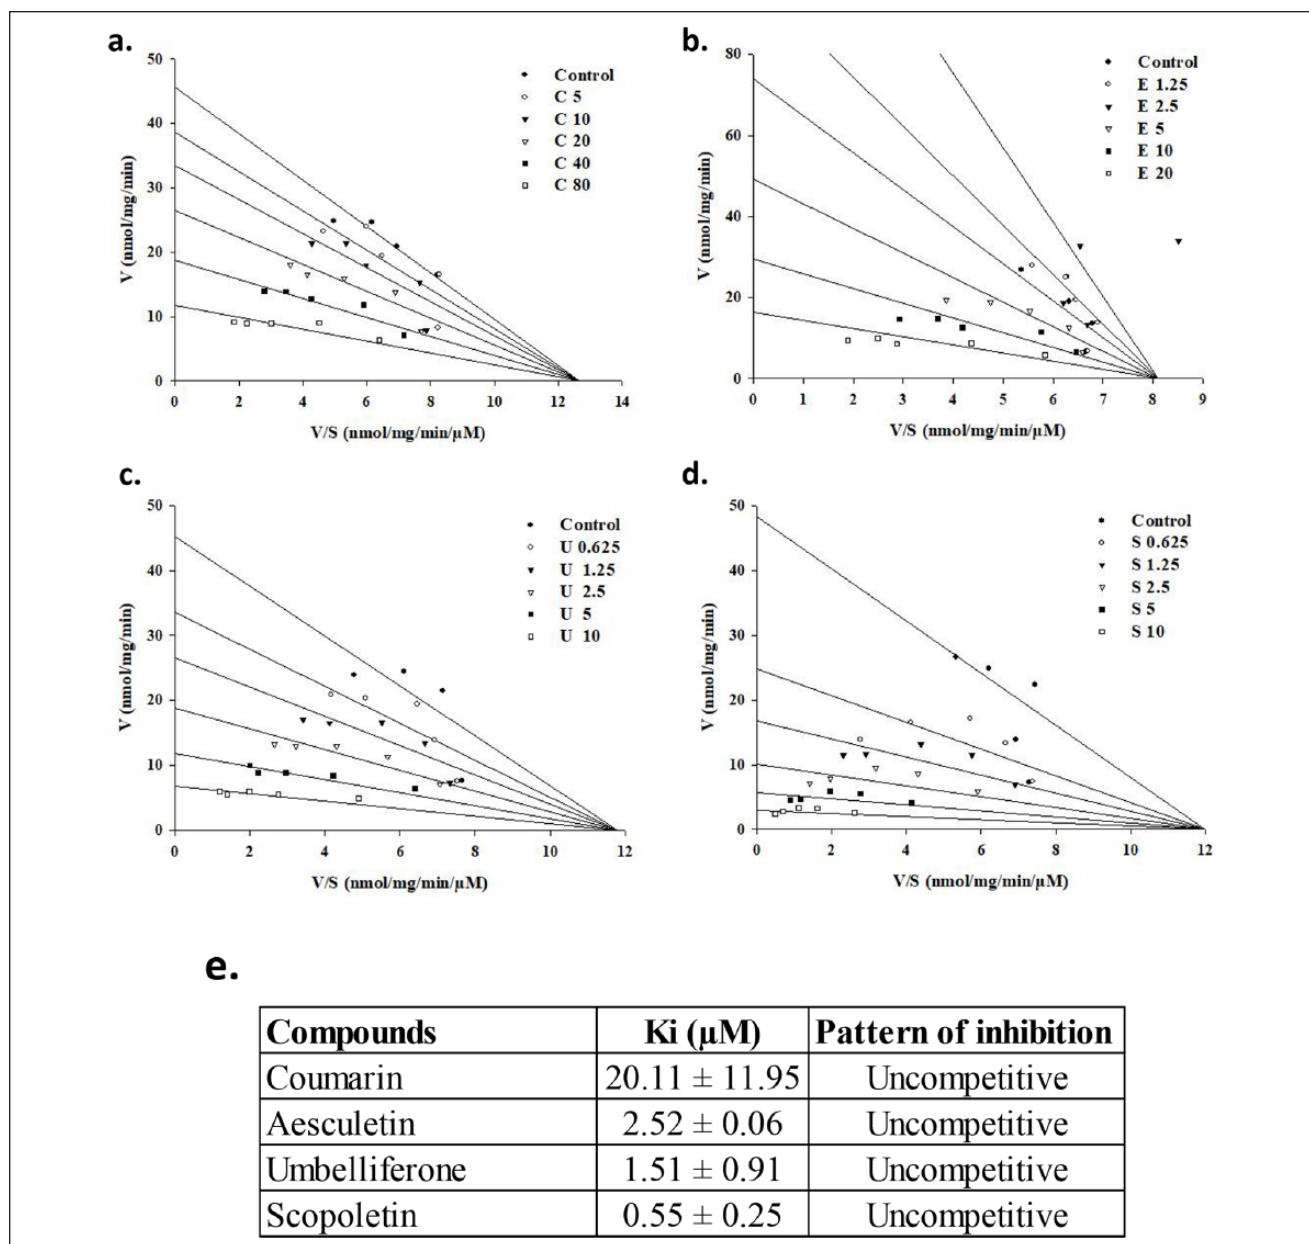 a.
50
40
30
20
10
0
V (nmol/mg/min)
Control
C 5
C 10
C 20
C 40
C 80
0 2 4 6 8 10 12 14
V/S (nmol/mg/min/µM)
b.
80
60
40
20
0
V (nmol/mg/min)
Control
E 1.25
E 2.5
E 5
E 10
E 20
0 1 2 3 4 5 6 7 8 9
V/S (nmol/mg/min/µM)
c.
50
40
30
20
10
0
V (nmol/mg/min)
Control
U 0.625
U 1.25
U 2.5
U 5
U 10
0 2 4 6 8 10 12
V/S (nmol/mg/min/µM)
d.
50
40
30
20
10
0
V (nmol/mg/min)
Control
S 0.625
S 1.25
S 2.5
S 5
S 10
0 2 4 6 8 10 12
V/S (nmol/mg/min/µM)
e.
Compounds Ki (µM) Pattern of inhibition
Coumarin 20.11 ± 11.95 Uncompetitive
Aesculetin 2.52 ± 0.06 Uncompetitive
Umbelliferone 1.51 ± 0.91 Uncompetitive
Scopoletin 0.55 ± 0.25 Uncompetitive